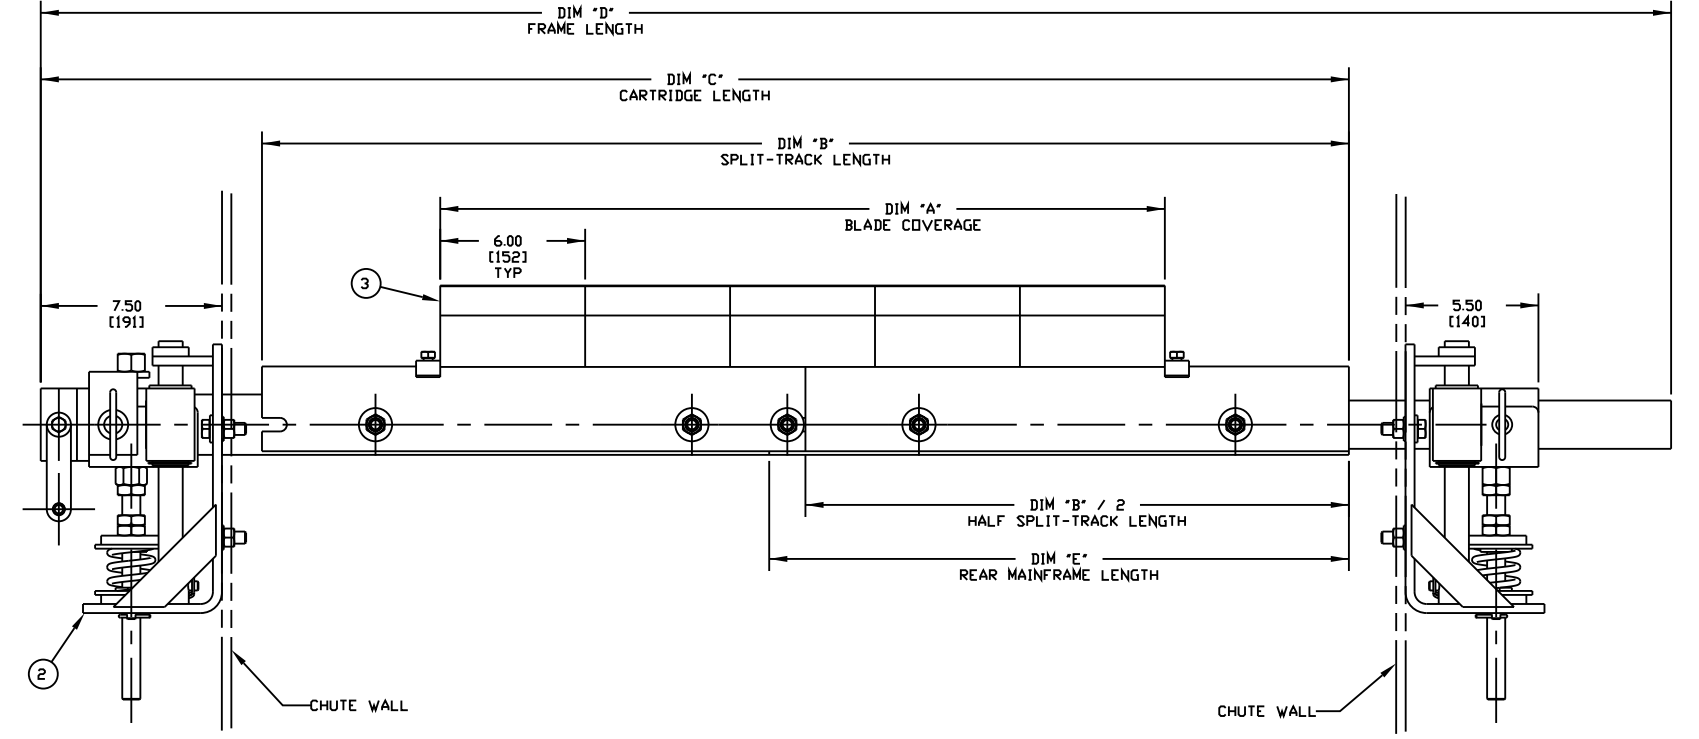 DIM "D"
FRAME LENGTH
DIM "C"
CARTRIDGE LENGTH
DIM "B"
SPLIT-TRACK LENGTH
DIM "A"
BLADE COVERAGE
6.00
[152]
TYP
3
7.50
[191]
5.50
[140]
DIM "B" / 2
HALF SPLIT-TRACK LENGTH
DIM "E"
REAR MAINFRAME LENGTH
2
CHUTE WALL
CHUTE WALL